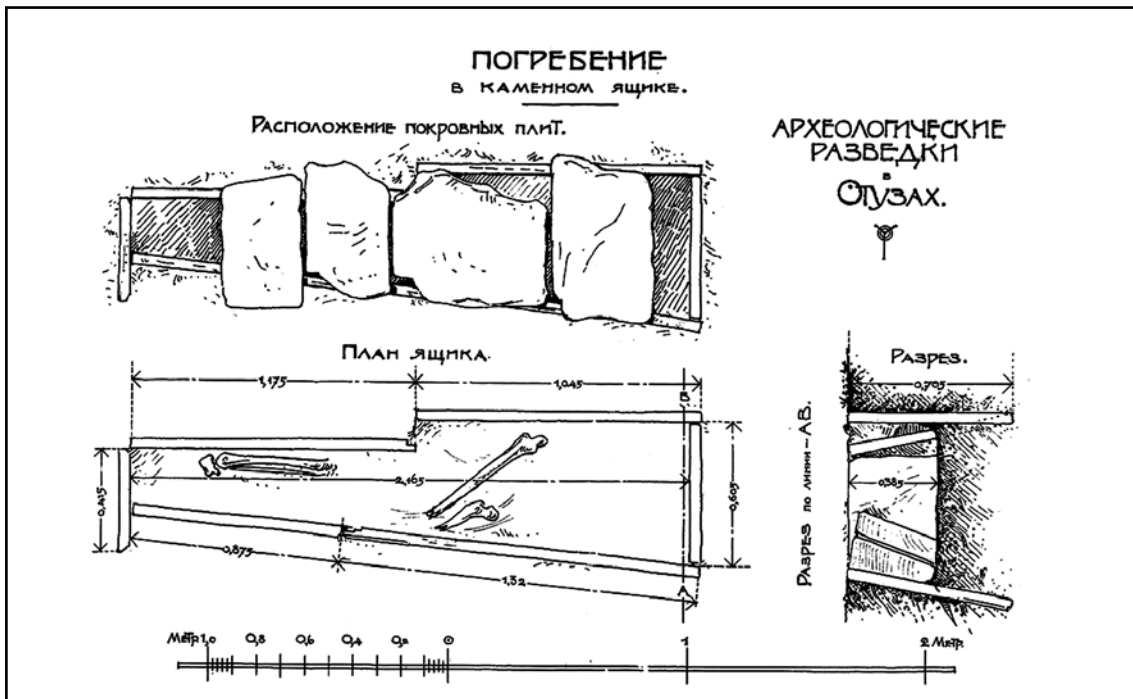 ПОГРЕБЕНИЕ
В КАМЕННОМ ЯЩИКЕ.
РАСПОЛОЖЕНИЕ ПОКРОВНЫХ ПЛИТ.
АРХЕОЛОГИЧЕСКИЕ
РАЗВЕДКИ
В
ОТУЗАХ.
ПЛАН ЯЩИКА.
1,175
1,045
В
2,165
0,415
0,605
0,875
1,32
А
РАЗРЕЗ.
0,705
РАЗРЕЗ ПО ЛИНИИ – АВ.
0,385
МЕТР 1,0 0,8 0,6 0,4 0,2 0 1 2 МЕТР.